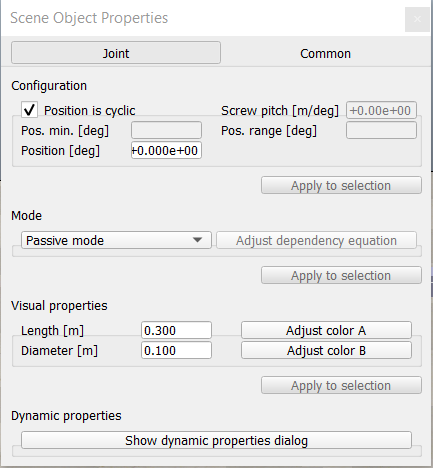 Scene Object Properties
Joint Common
Configuration
Position is cyclic Screw pitch [m/deg] +0.00e+00
Pos. min. [deg] Pos. range [deg]
Position [deg] +0.000e+00
Apply to selection
Mode
Passive mode Adjust dependency equation
Apply to selection
Visual properties
Length [m] 0.300 Adjust color A
Diameter [m] 0.100 Adjust color B
Apply to selection
Dynamic properties
Show dynamic properties dialog